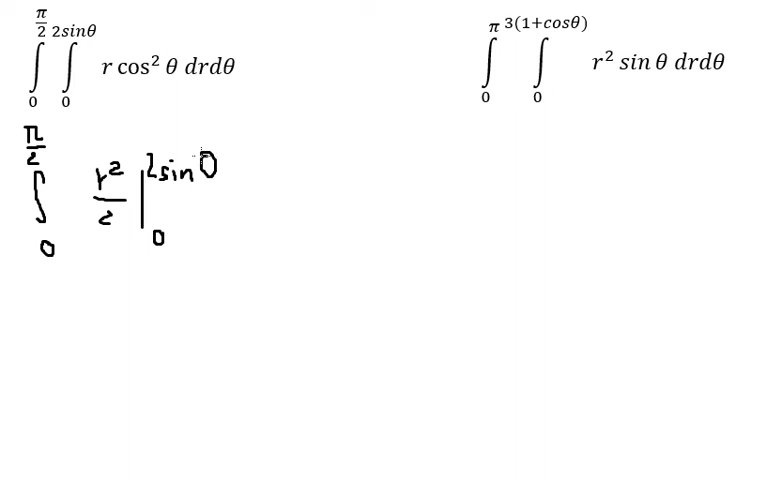 ∫₀^{π/2} ∫₀^{2sinθ} r cos² θ drdθ
∫₀^π ∫₀^{3(1+cosθ)} r² sin θ drdθ
∫₀^{π/2} r²/2 |₀^{2sin0}